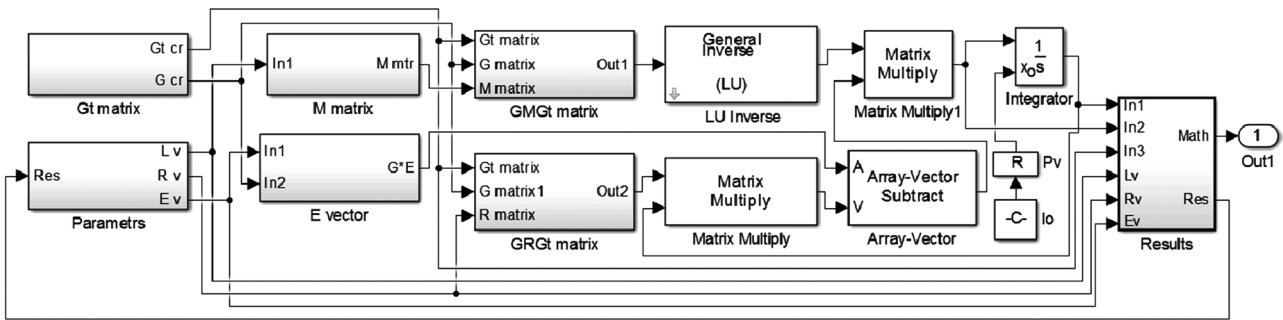 Gt cr
G cr
Gt matrix
In1
M mtr
M matrix
Gt matrix
G matrix
M matrix
Out1
GMGt matrix
General
Inverse
(LU)
LU Inverse
Matrix
Multiply
Matrix Multiply1
1
xos
Integrator
Res
L v
R v
E v
Parametrs
In1
In2
G*E
E vector
Gt matrix
G matrix1
R matrix
Out2
GRGt matrix
Matrix
Multiply
Matrix Multiply
A
V
Array-Vector
Subtract
Array-Vector
R
Pv
-C-
Io
In1
In2
In3
Lv
Rv
Ev
Math
Res
Results
1
Out1